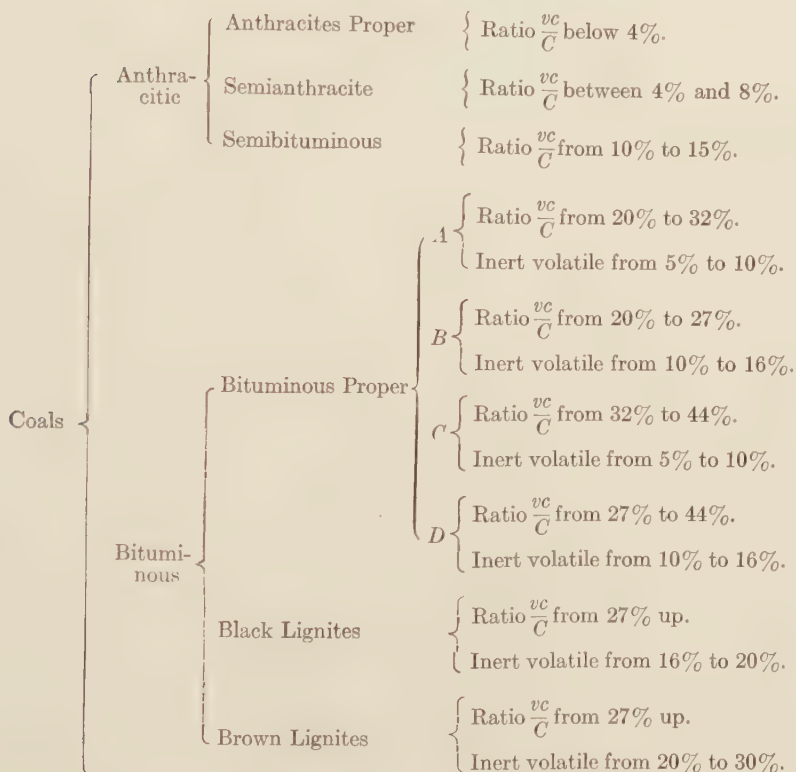 Coals
Anthra-
citic
Anthracites Proper
Ratio vc/C below 4%.
Semianthracite
Ratio vc/C between 4% and 8%.
Semibituminous
Ratio vc/C from 10% to 15%.
Bitumi-
nous
Bituminous Proper
A
Ratio vc/C from 20% to 32%.
Inert volatile from 5% to 10%.
B
Ratio vc/C from 20% to 27%.
Inert volatile from 10% to 16%.
C
Ratio vc/C from 32% to 44%.
Inert volatile from 5% to 10%.
D
Ratio vc/C from 27% to 44%.
Inert volatile from 10% to 16%.
Black Lignites
Ratio vc/C from 27% up.
Inert volatile from 16% to 20%.
Brown Lignites
Ratio vc/C from 27% up.
Inert volatile from 20% to 30%.